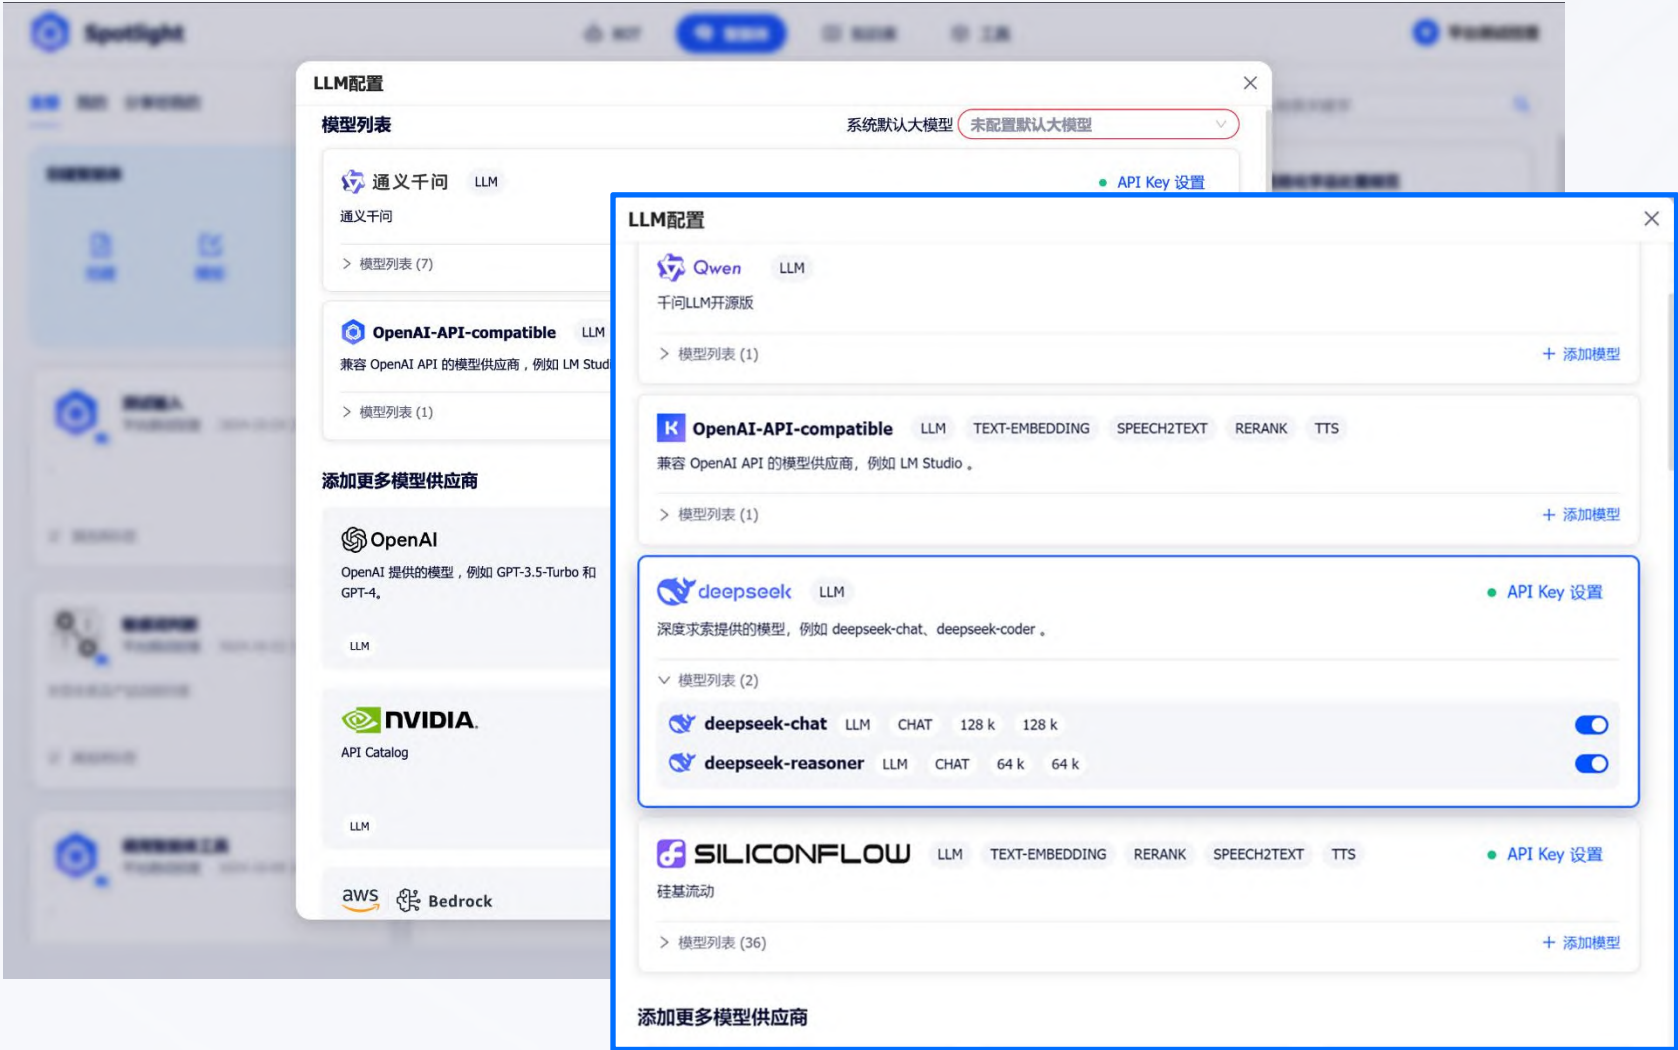 Spotlight
BOT
工具
全部 我的
LLM配置
模型列表
系统默认大模型 未配置默认大模型
通义千问 LLM
API Key 设置
通义千问
模型列表 (7)
OpenAI-API-compatible LLM
兼容 OpenAI API 的模型供应商，例如 LM Stud
模型列表 (1)
添加更多模型供应商
OpenAI
OpenAI 提供的模型，例如 GPT-3.5-Turbo 和
GPT-4。
LLM
NVIDIA.
API Catalog
LLM
aws Bedrock
LLM配置
Qwen LLM
千问LLM开源版
模型列表 (1)
+ 添加模型
OpenAI-API-compatible LLM TEXT-EMBEDDING SPEECH2TEXT RERANK TTS
兼容 OpenAI API 的模型供应商，例如 LM Studio 。
模型列表 (1)
+ 添加模型
deepseek LLM
API Key 设置
深度求索提供的模型，例如 deepseek-chat、deepseek-coder 。
模型列表 (2)
deepseek-chat LLM CHAT 128 k 128 k
deepseek-reasoner LLM CHAT 64 k 64 k
SILICONFLOW LLM TEXT-EMBEDDING RERANK SPEECH2TEXT TTS
API Key 设置
硅基流动
模型列表 (36)
+ 添加模型
添加更多模型供应商